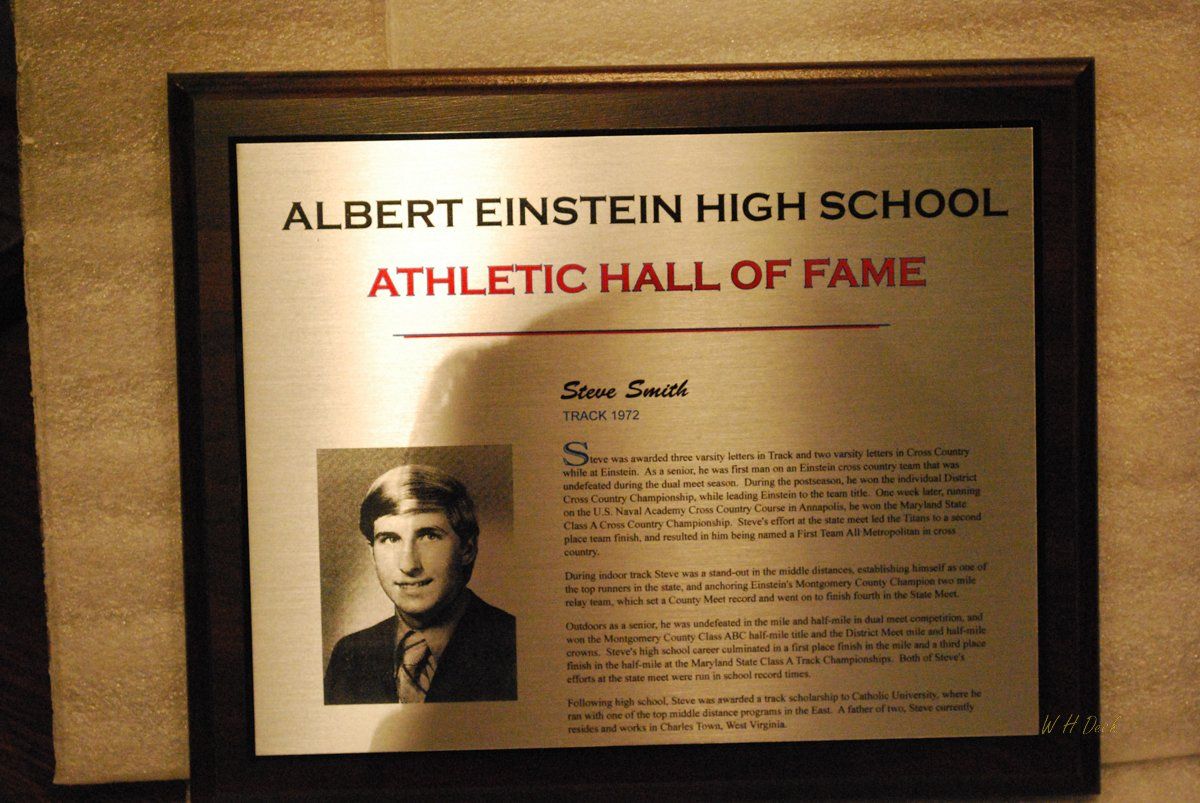 ALBERT EINSTEIN HIGH SCHOOL
ATHLETIC HALL OF FAME
Steve Smith
TRACK 1972
Steve was awarded three varsity letters in Track and two varsity letters in Cross Country
while at Einstein. As a senior, he was first man on an Einstein cross country team that was
undefeated during the dual meet season. During the postseason, he won the individual District
Cross Country Championship, while leading Einstein to the team title. One week later, running
on the U.S. Naval Academy Cross Country Course in Annapolis, he won the Maryland State
Class A Cross Country Championship. Steve's effort at the state meet led the Titans to a second
place team finish, and resulted in him being named a First Team All Metropolitan in cross
country.
During indoor track Steve was a stand-out in the middle distances, establishing himself as one of
the top runners in the state, and anchoring Einstein's Montgomery County Champion two mile
relay team, which set a County Meet record and went on to finish fourth in the State Meet.
Outdoors as a senior, he was undefeated in the mile and half-mile in dual meet competition, and
won the Montgomery County Class ABC half-mile title and the District Meet mile and half-mile
crowns. Steve's high school career culminated in a first place finish in the mile and a third place
finish in the half-mile at the Maryland State Class A Track Championships. Both of Steve's
efforts at the state meet were run in school record times.
Following high school, Steve was awarded a track scholarship to Catholic University, where he
ran with one of the top middle distance programs in the East. A father of two, Steve currently
resides and works in Charles Town, West Virginia.
W H Deck